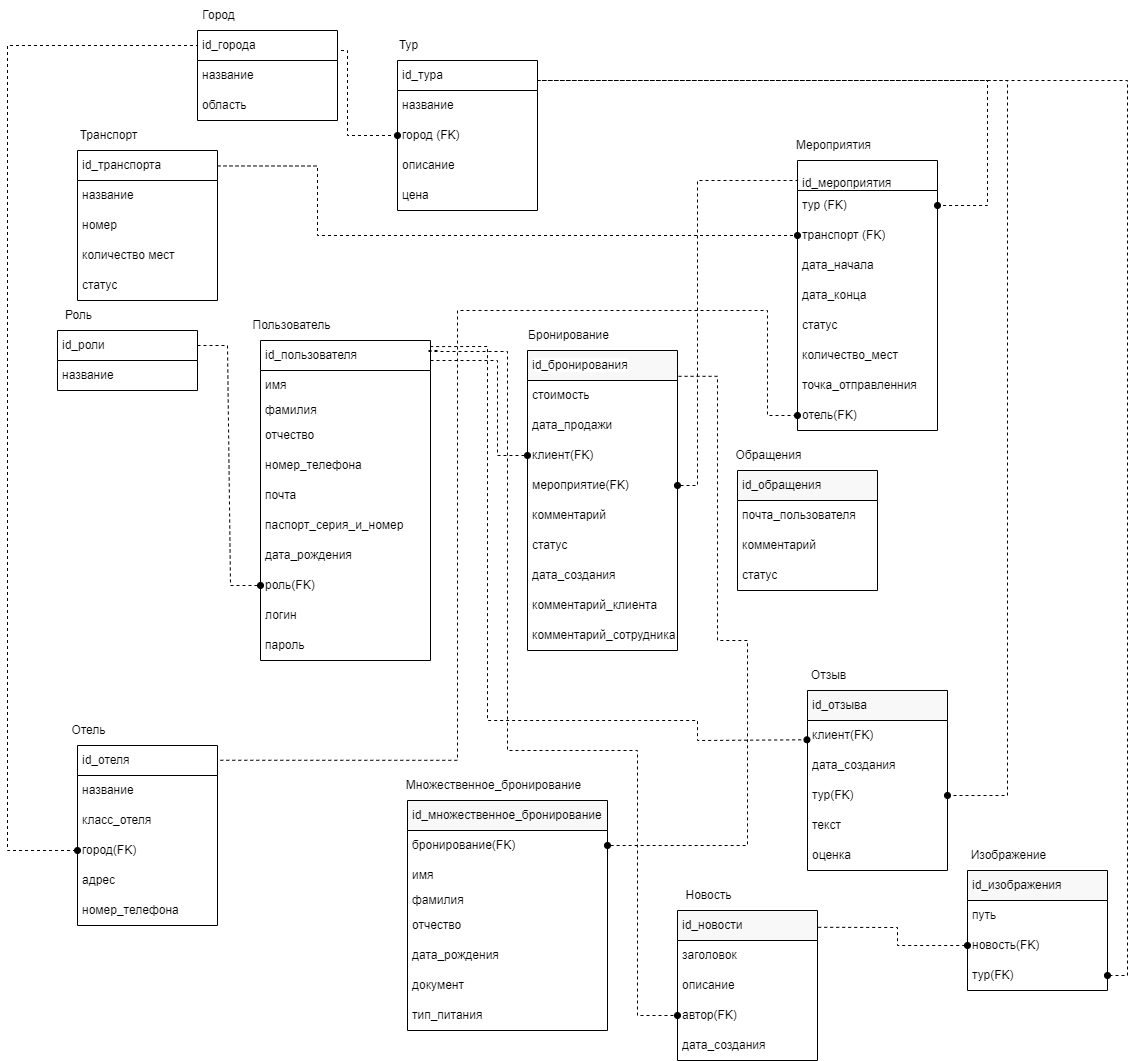 Город
id_города
название
область
Тур
id_тура
название
город (FK)
описание
цена
Транспорт
id_транспорта
название
номер
количество мест
статус
Мероприятия
id_мероприятия
тур (FK)
транспорт (FK)
дата_начала
дата_конца
статус
количество_мест
точка_отправленния
отель(FK)
Роль
id_роли
название
Пользователь
id_пользователя
имя
фамилия
отчество
номер_телефона
почта
паспорт_серия_и_номер
дата_рождения
роль(FK)
логин
пароль
Бронирование
id_бронирования
стоимость
дата_продажи
клиент(FK)
мероприятие(FK)
комментарий
статус
дата_создания
комментарий_клиента
комментарий_сотрудника
Обращения
id_обращения
почта_пользователя
комментарий
статус
Отзыв
id_отзыва
клиент(FK)
дата_создания
тур(FK)
текст
оценка
Отель
id_отеля
название
класс_отеля
город(FK)
адрес
номер_телефона
Множественное_бронирование
id_множественное_бронирование
бронирование(FK)
имя
фамилия
отчество
дата_рождения
документ
тип_питания
Новость
id_новости
заголовок
описание
автор(FK)
дата_создания
Изображение
id_изображения
путь
новость(FK)
тур(FK)